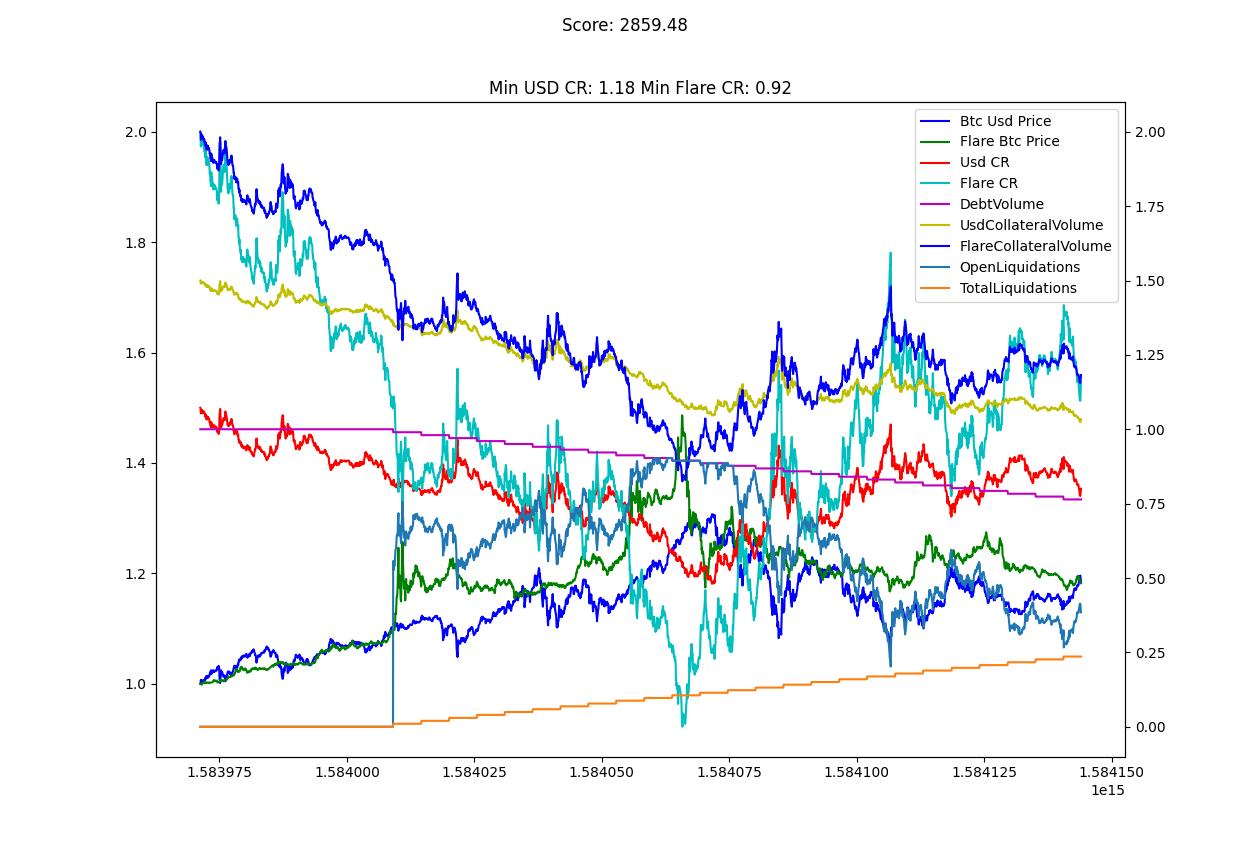 Score: 2859.48
Min USD CR: 1.18 Min Flare CR: 0.92
2.0
1.8
1.6
1.4
1.2
1.0
Btc Usd Price
Flare Btc Price
Usd CR
Flare CR
DebtVolume
UsdCollateralVolume
FlareCollateralVolume
OpenLiquidations
TotalLiquidations
2.00
1.75
1.50
1.25
1.00
0.75
0.50
0.25
0.00
1.583975 1.584000 1.584025 1.584050 1.584075 1.584100 1.584125 1.584150
1e15